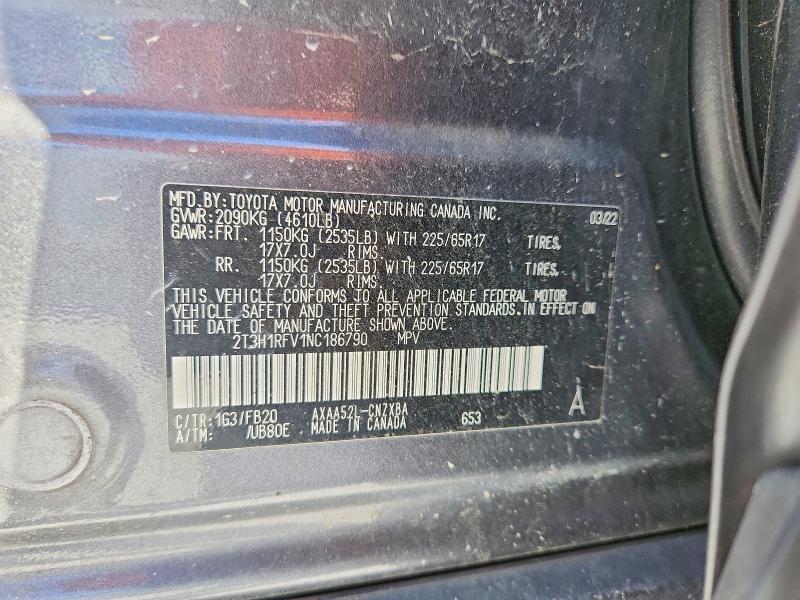 MFD.BY:TOYOTA MOTOR MANUFACTURING CANADA INC. 03/22
GVWR:2090KG (4610LB)
GAWR:FRT. 1150KG (2535LB) WITH 225/65R17 TIRES,
17X7.0J RIMS.
RR. 1150KG (2535LB) WITH 225/65R17 TIRES,
17X7.0J RIMS.
THIS VEHICLE CONFORMS TO ALL APPLICABLE FEDERAL MOTOR
VEHICLE SAFETY AND THEFT PREVENTION STANDARDS.IN EFFECT ON
THE DATE OF MANUFACTURE SHOWN ABOVE.
2T3H1RFV1NC186790 MPV
C/TR:1G3/FB20 AXAA52L-CNZXBA 653 A
A/TM: /UB80E MADE IN CANADA